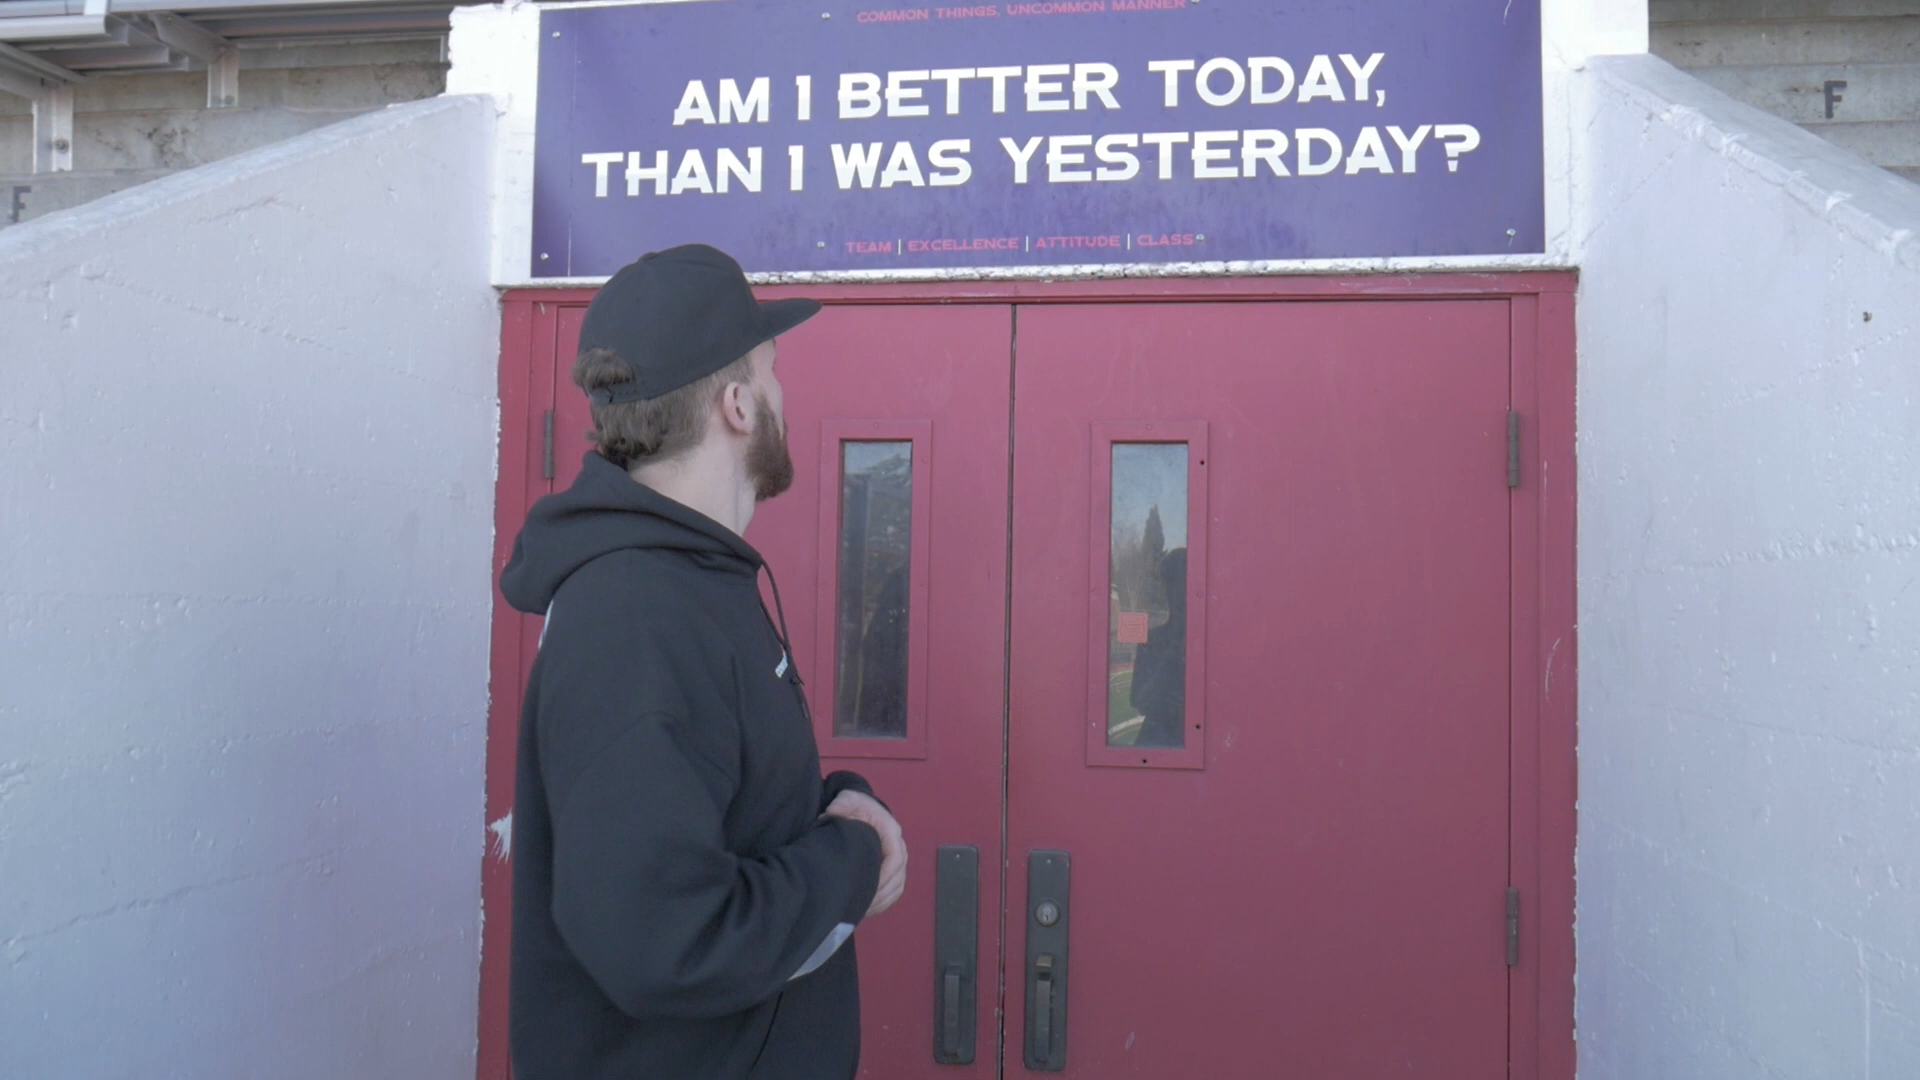 COMMON THINGS, UNCOMMON MANNER
AM I BETTER TODAY,
THAN I WAS YESTERDAY?
TEAM | EXCELLENCE | ATTITUDE | CLASS
F
F